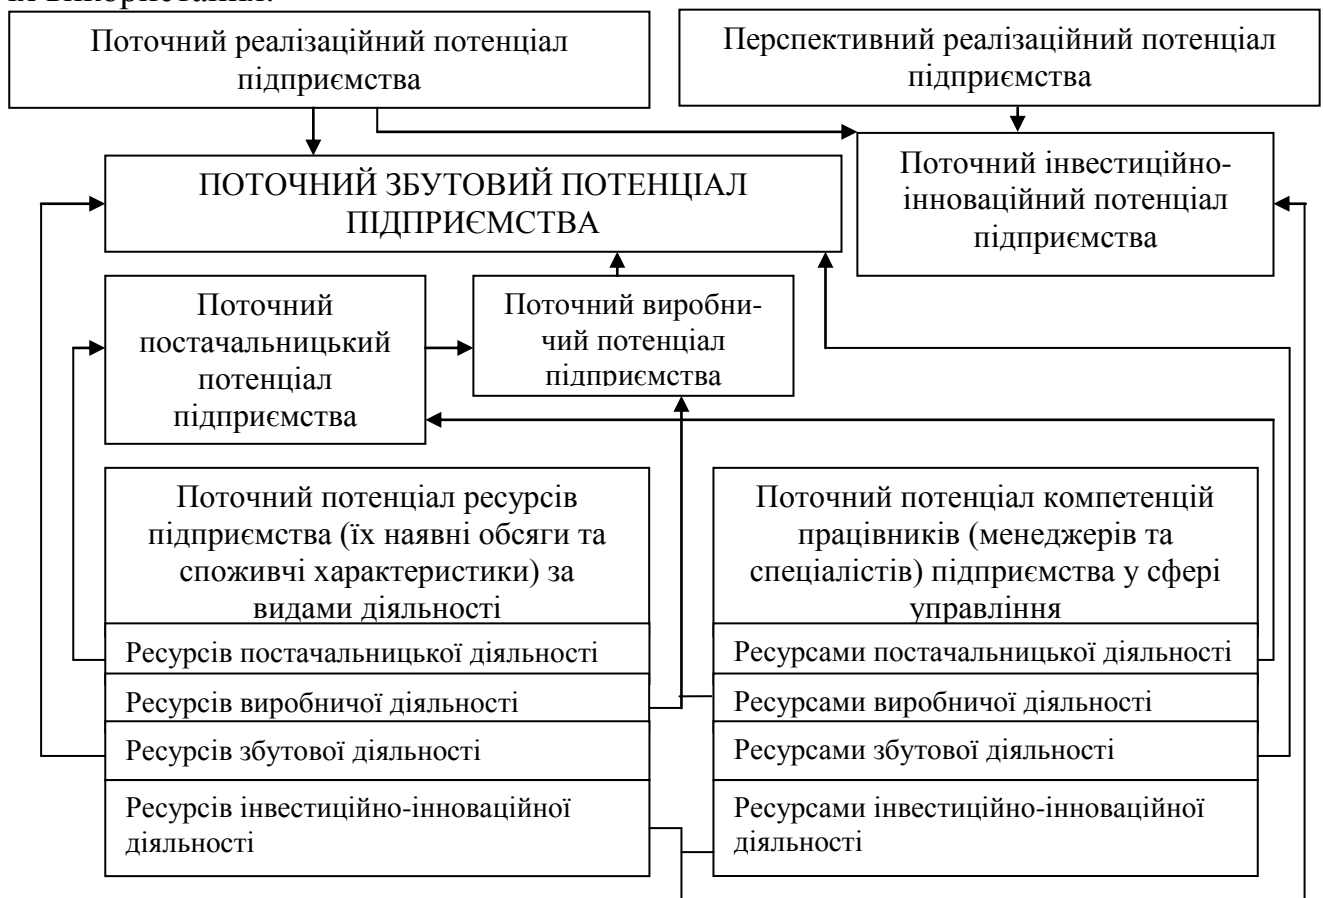 їх використання.
Поточний реалізаційний потенціал
підприємства
Перспективний реалізаційний потенціал
підприємства
ПОТОЧНИЙ ЗБУТОВИЙ ПОТЕНЦІАЛ
ПІДПРИЄМСТВА
Поточний інвестиційно-
інноваційний потенціал
підприємства
Поточний
постачальницький
потенціал
підприємства
Поточний виробни-
чий потенціал
підприємства
Поточний потенціал ресурсів
підприємства (їх наявні обсяги та
споживчі характеристики) за
видами діяльності
Ресурсів постачальницької діяльності
Ресурсів виробничої діяльності
Ресурсів збутової діяльності
Ресурсів інвестиційно-інноваційної
діяльності
Поточний потенціал компетенцій
працівників (менеджерів та
спеціалістів) підприємства у сфері
управління
Ресурсами постачальницької діяльності
Ресурсами виробничої діяльності
Ресурсами збутової діяльності
Ресурсами інвестиційно-інноваційної
діяльності